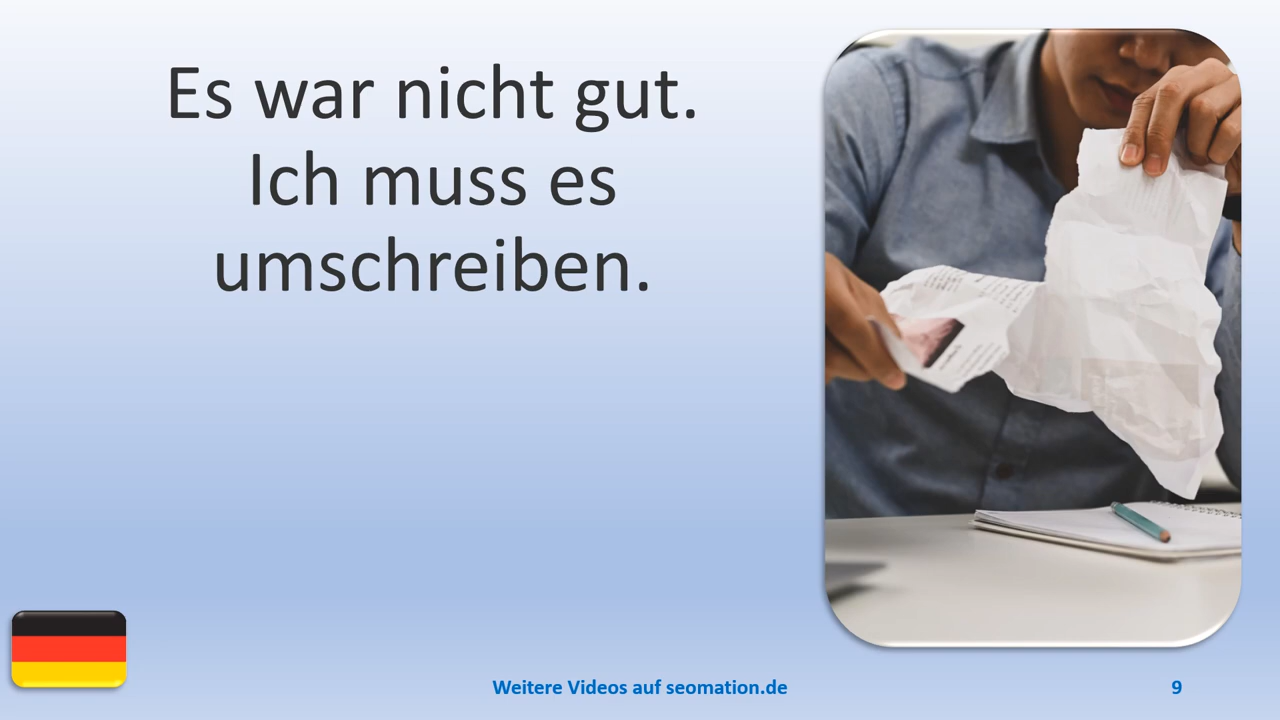 Es war nicht gut.
Ich muss es
umschreiben.
Weitere Videos auf seomation.de
9